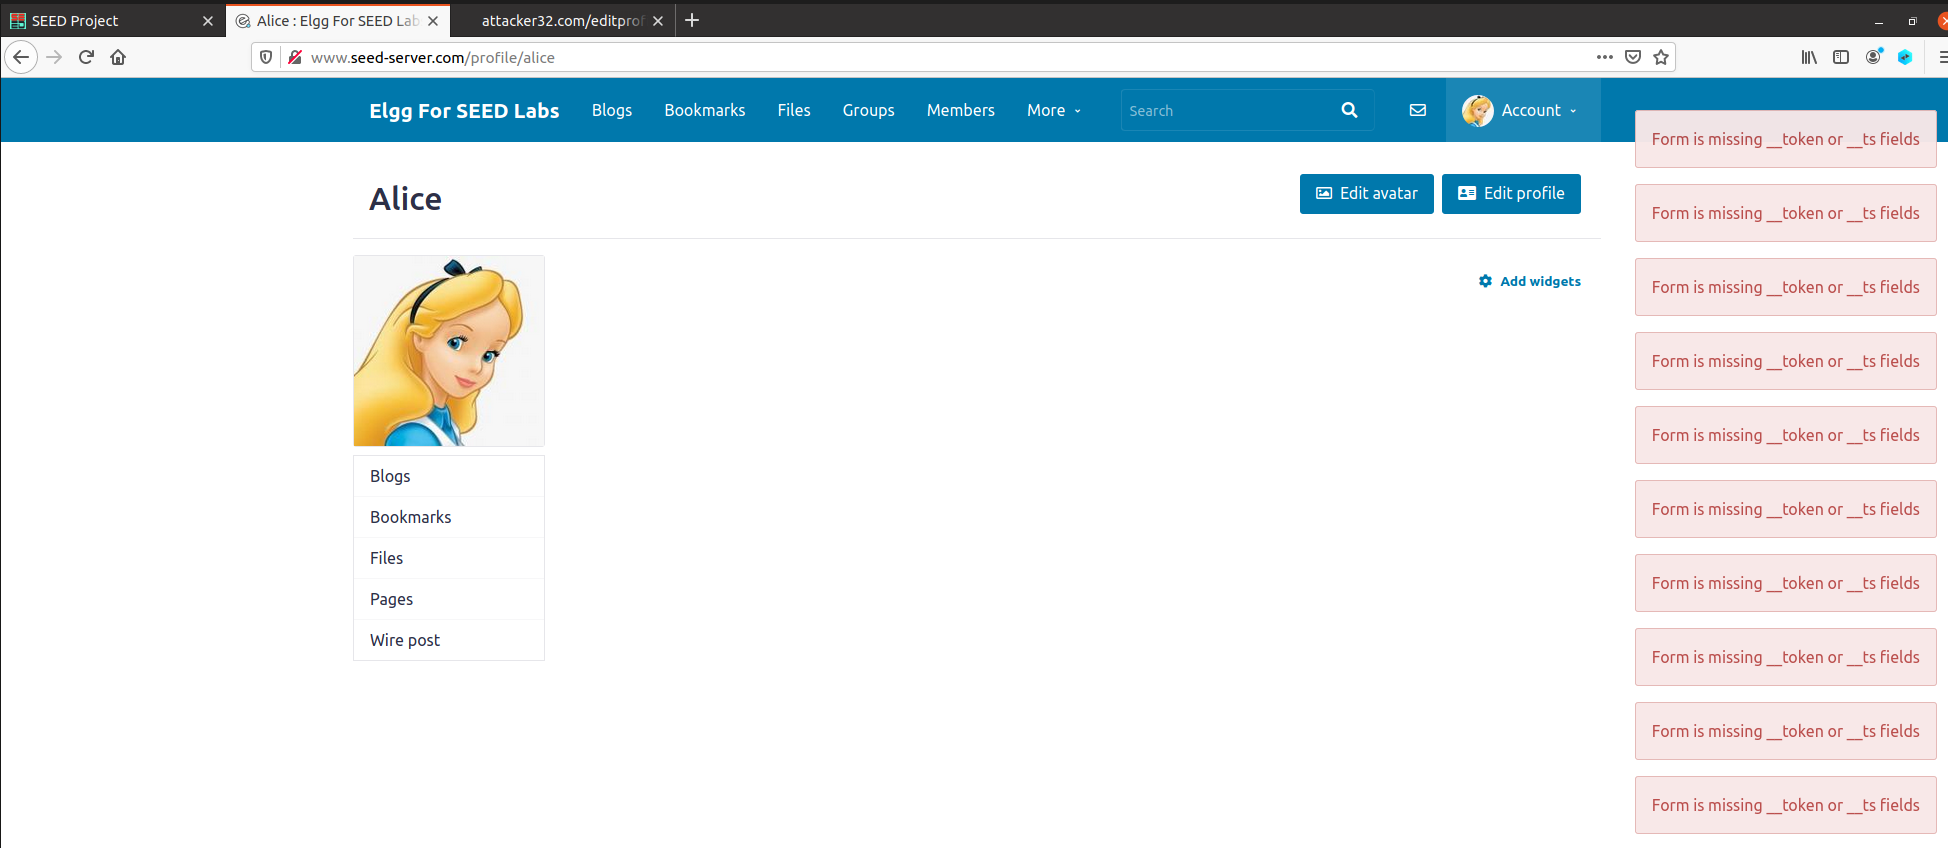 SEED Project
Alice : Elgg For SEED Lab
attacker32.com/editprof
www.seed-server.com/profile/alice
Elgg For SEED Labs
Blogs
Bookmarks
Files
Groups
Members
More
Search
Account
Alice
Edit avatar
Edit profile
Add widgets
Blogs
Bookmarks
Files
Pages
Wire post
Form is missing __token or __ts fields
Form is missing __token or __ts fields
Form is missing __token or __ts fields
Form is missing __token or __ts fields
Form is missing __token or __ts fields
Form is missing __token or __ts fields
Form is missing __token or __ts fields
Form is missing __token or __ts fields
Form is missing __token or __ts fields
Form is missing __token or __ts fields